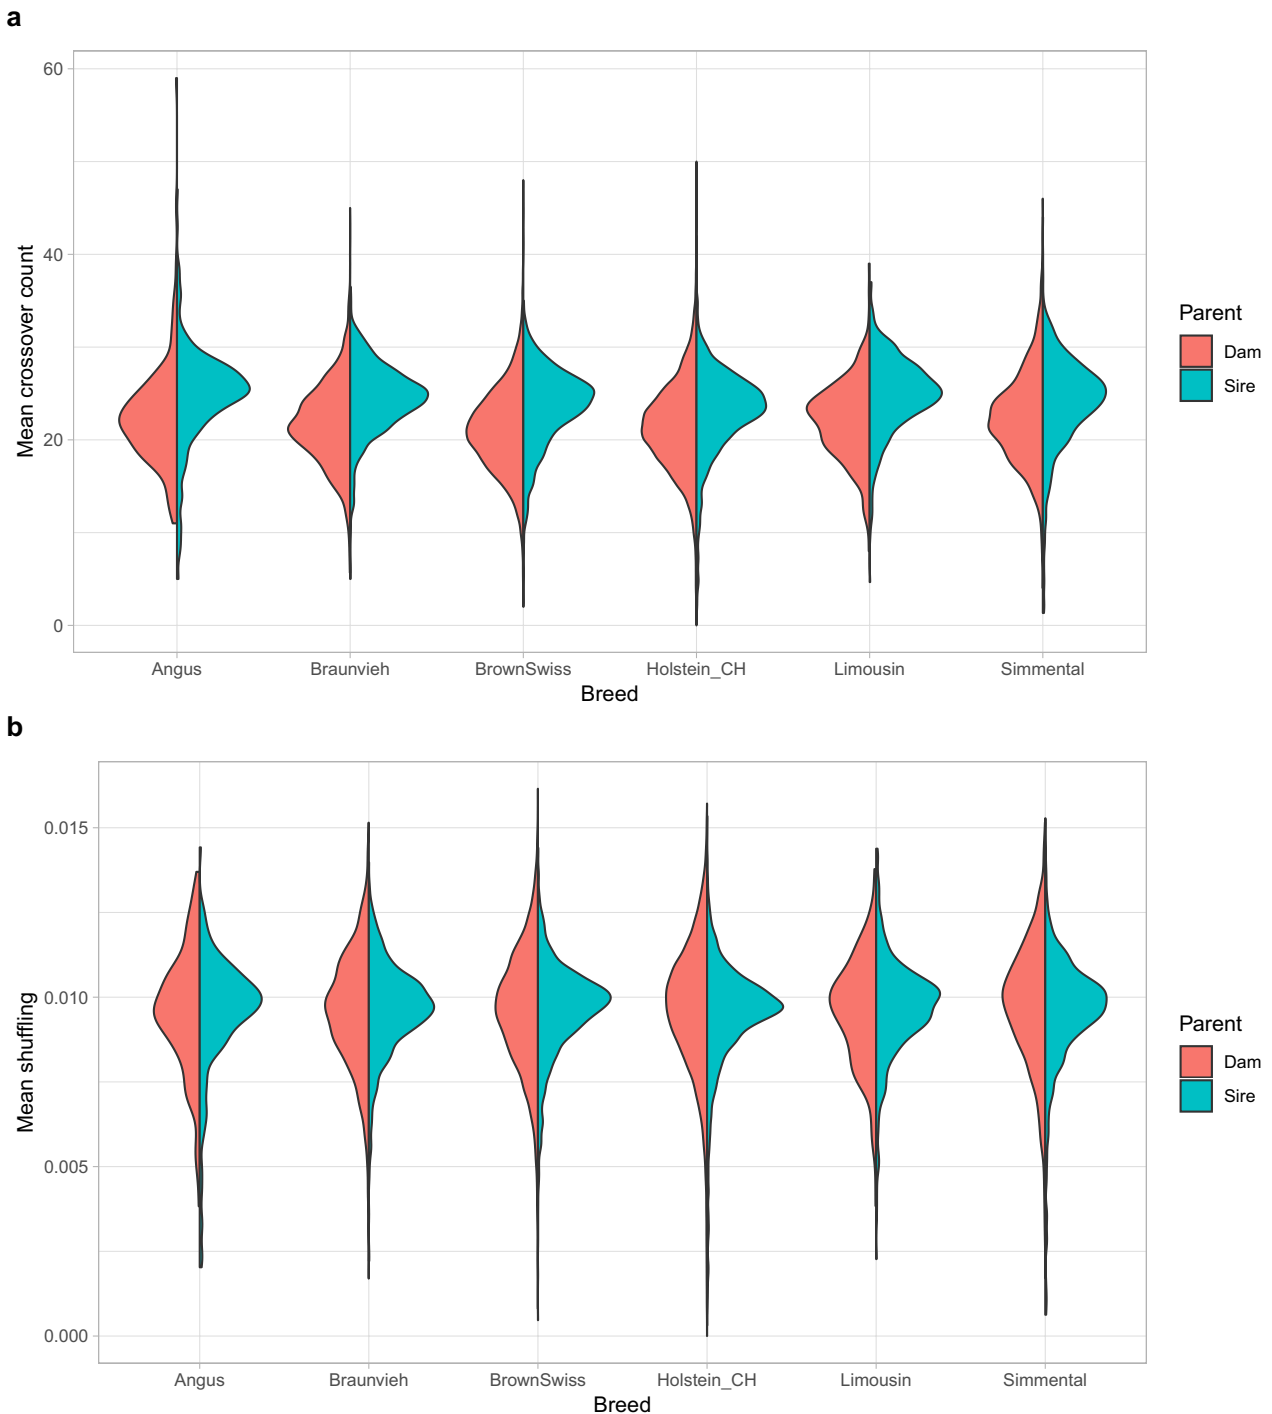 a
60
40
20
0
Mean crossover count
Angus Braunvieh BrownSwiss Holstein_CH Limousin Simmental
Breed
Parent
Dam
Sire
b
0.015
0.010
0.005
0.000
Mean shuffling
Angus Braunvieh BrownSwiss Holstein_CH Limousin Simmental
Breed
Parent
Dam
Sire